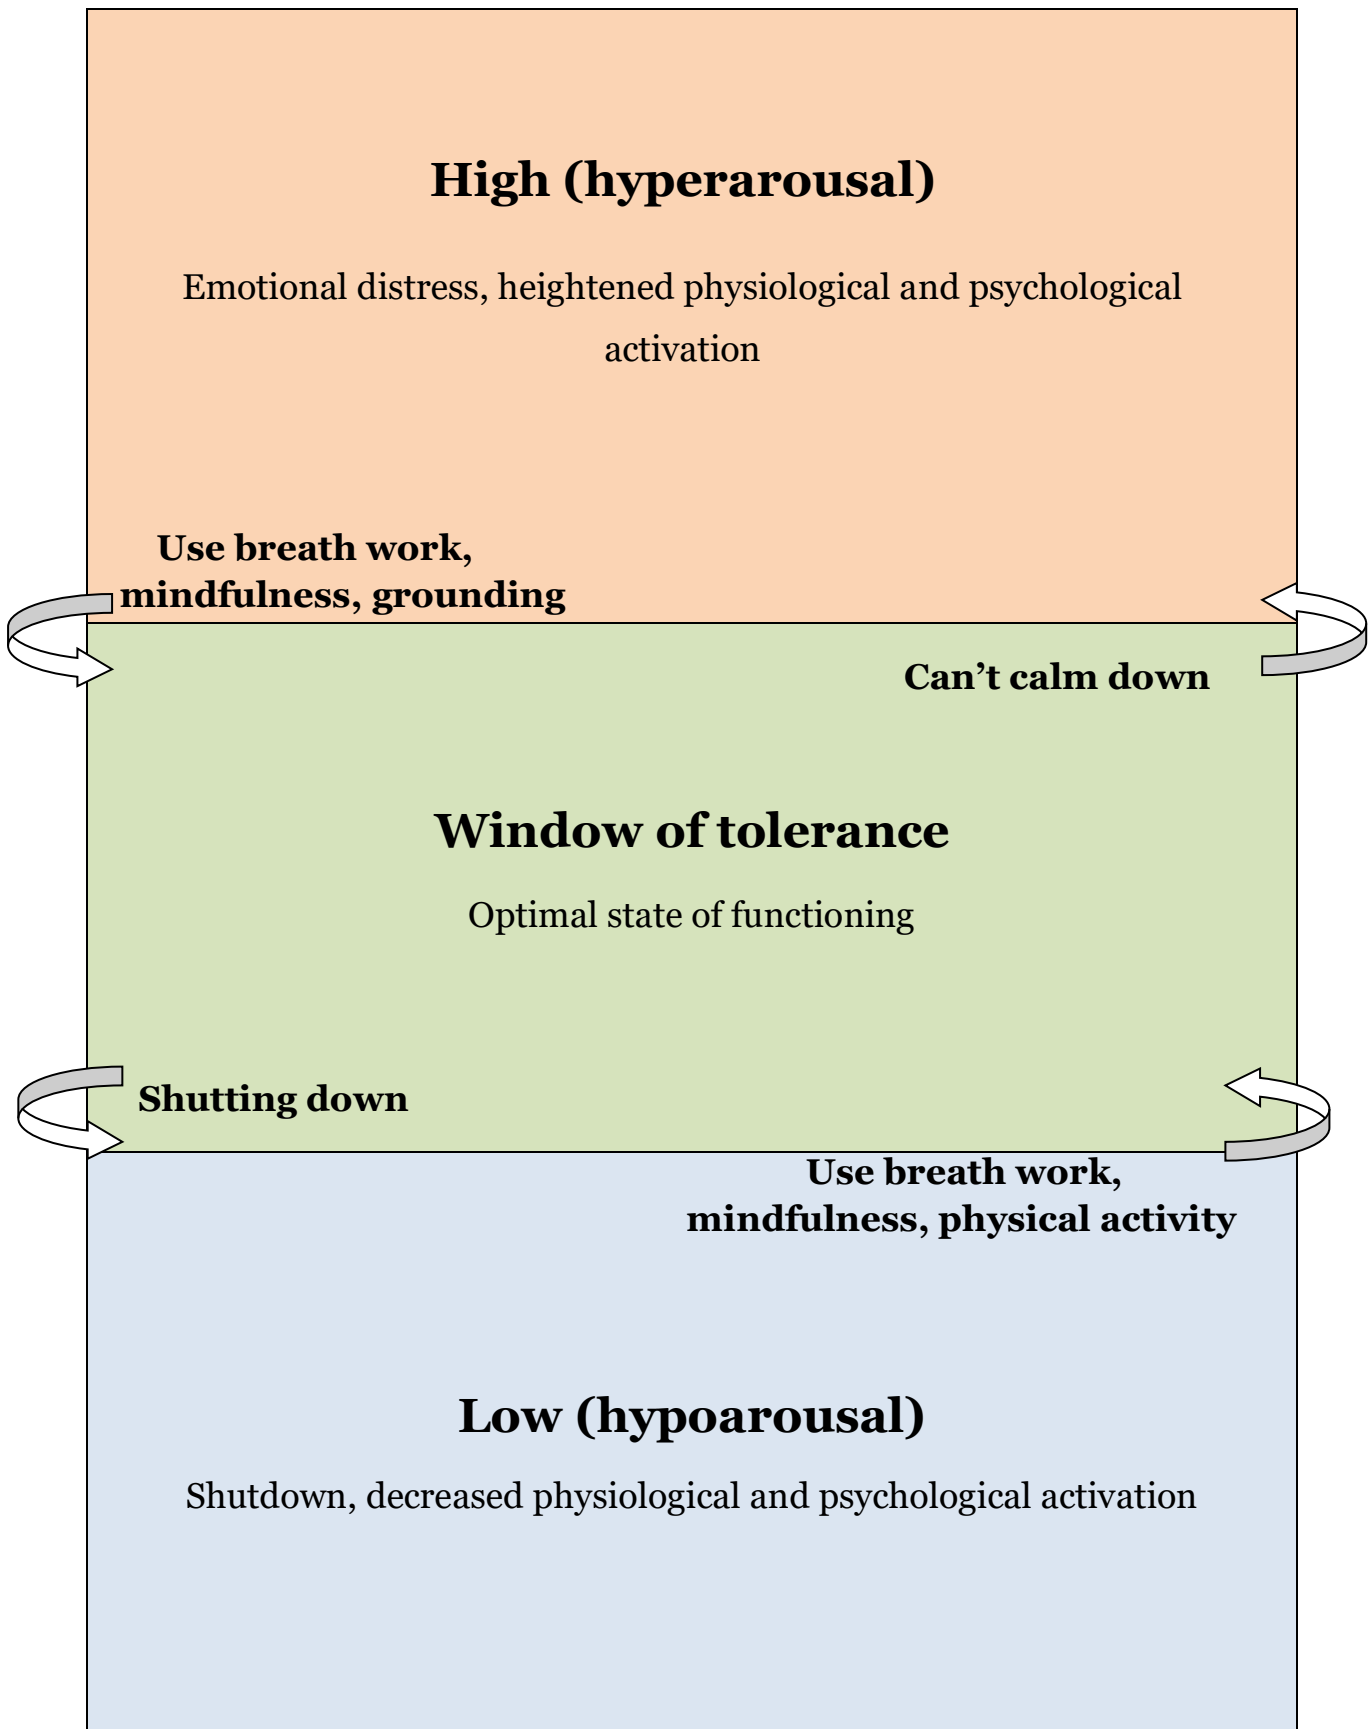 High (hyperarousal)
Emotional distress, heightened physiological and psychological
activation
Use breath work,
mindfulness, grounding
Can’t calm down
Window of tolerance
Optimal state of functioning
Shutting down
Use breath work,
mindfulness, physical activity
Low (hypoarousal)
Shutdown, decreased physiological and psychological activation